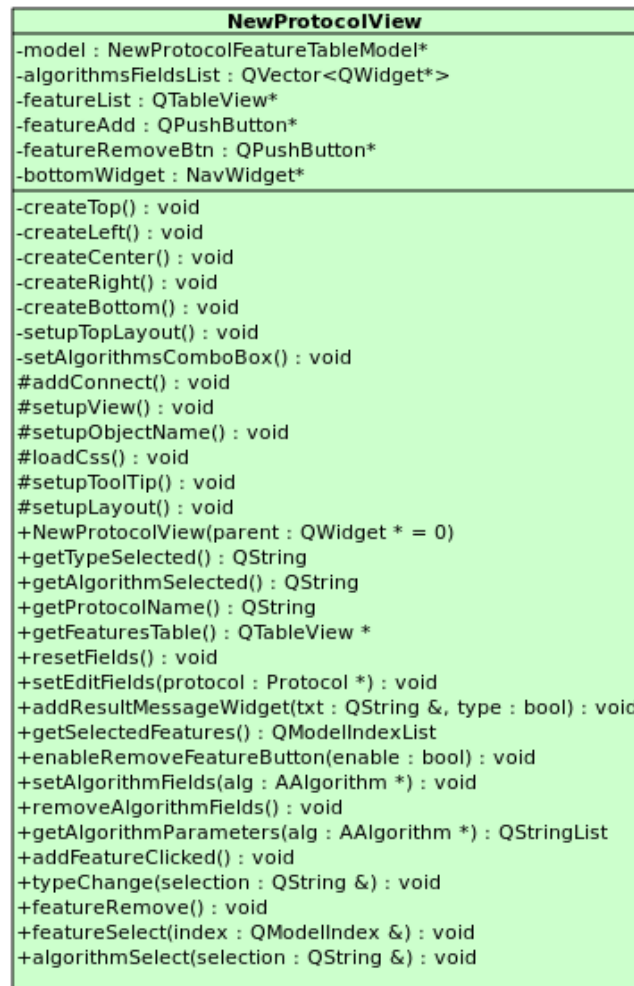 NewProtocolView
-model : NewProtocolFeatureTableModel*
-algorithmsFieldsList : QVector<QWidget*>
-featureList : QTableView*
-featureAdd : QPushButton*
-featureRemoveBtn : QPushButton*
-bottomWidget : NavWidget*
-createTop() : void
-createLeft() : void
-createCenter() : void
-createRight() : void
-createBottom() : void
-setupTopLayout() : void
-setAlgorithmsComboBox() : void
#addConnect() : void
#setupView() : void
#setupObjectName() : void
#loadCss() : void
#setupToolTip() : void
#setupLayout() : void
+NewProtocolView(parent : QWidget * = 0)
+getTypeSelected() : QString
+getAlgorithmSelected() : QString
+getProtocolName() : QString
+getFeaturesTable() : QTableView *
+resetFields() : void
+setEditFields(protocol : Protocol *) : void
+addResultMessageWidget(txt : QString &, type : bool) : void
+getSelectedFeatures() : QModelIndexList
+enableRemoveFeatureButton(enable : bool) : void
+setAlgorithmFields(alg : AAlgorithm *) : void
+removeAlgorithmFields() : void
+getAlgorithmParameters(alg : AAlgorithm *) : QStringList
+addFeatureClicked() : void
+typeChange(selection : QString &) : void
+featureRemove() : void
+featureSelect(index : QModelIndex &) : void
+algorithmSelect(selection : QString &) : void